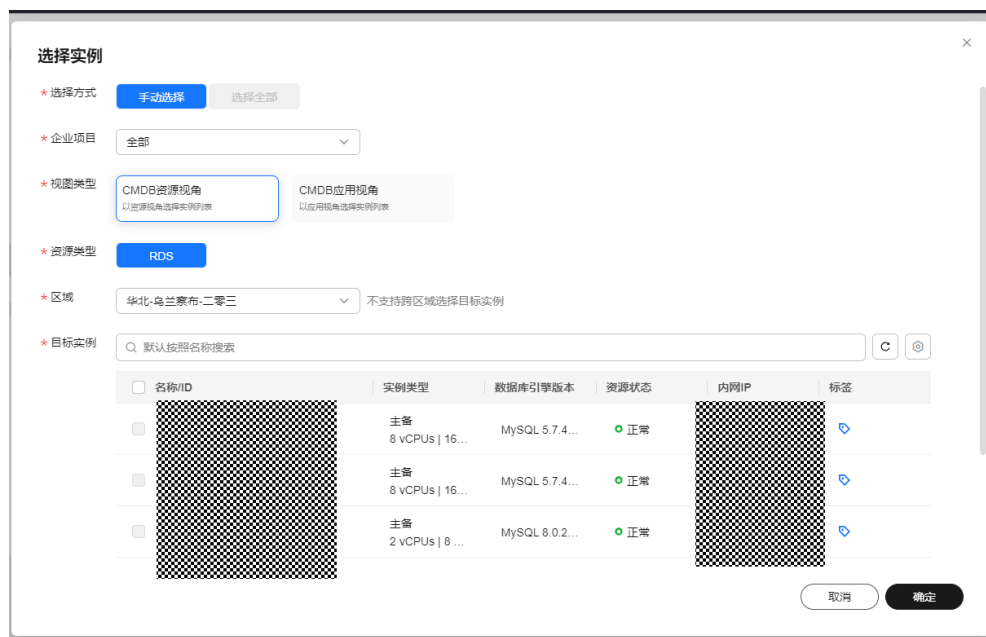 选择实例
* 选择方式 手动选择 选择全部
* 企业项目 全部
* 视图类型 CMDB资源视角 CMDB应用视角
以资源视角选择实例列表 以应用视角选择实例列表
* 资源类型 RDS
* 区域 华北-乌兰察布-二零三 不支持跨区域选择目标实例
* 目标实例 默认按照名称搜索
名称/ID 实例类型 数据库引擎版本 资源状态 内网IP 标签
主备
8 vCPUs | 16... MySQL 5.7.4... 正常
主备
8 vCPUs | 16... MySQL 5.7.4... 正常
主备
2 vCPUs | 8 ... MySQL 8.0.2... 正常
取消 确定